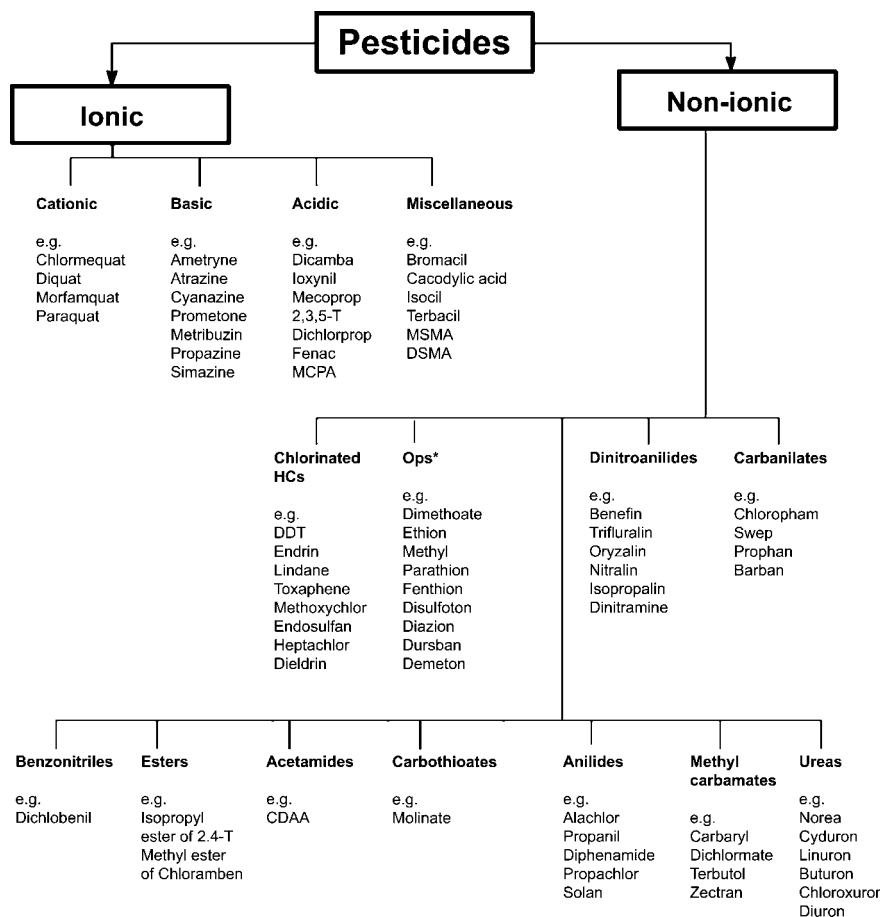 Pesticides
Ionic
Non-ionic
Cationic
e.g.
Chlormequat
Diquat
Morfamquat
Paraquat
Basic
e.g.
Ametryne
Atrazine
Cyanazine
Prometone
Metribuzin
Propazine
Simazine
Acidic
e.g.
Dicamba
Ioxynil
Mecoprop
2,3,5-T
Dichlorprop
Fenac
MCPA
Miscellaneous
e.g.
Bromacil
Cacodylic acid
Isocil
Terbacil
MSMA
DSMA
Chlorinated
HCs
e.g.
DDT
Endrin
Lindane
Toxaphene
Methoxychlor
Endosulfan
Heptachlor
Dieldrin
Ops*
e.g.
Dimethoate
Ethion
Methyl
Parathion
Fenthion
Disulfoton
Diazion
Dursban
Demeton
Dinitroanilides
e.g.
Benefin
Trifluralin
Oryzalin
Nitralin
Isopropalin
Dinitramine
Carbanilates
e.g.
Chloropham
Swep
Prophan
Barban
Benzonitriles
e.g.
Dichlobenil
Esters
e.g.
Isopropyl
ester of 2.4-T
Methyl ester
of Chloramben
Acetamides
e.g.
CDAA
Carbothioates
e.g.
Molinate
Anilides
e.g.
Alachlor
Propanil
Diphenamide
Propachlor
Solan
Methyl
carbamates
e.g.
Carbaryl
Dichlormate
Terbutol
Zectran
Ureas
e.g.
Norea
Cyduron
Linuron
Buturon
Chloroxuron
Diuron